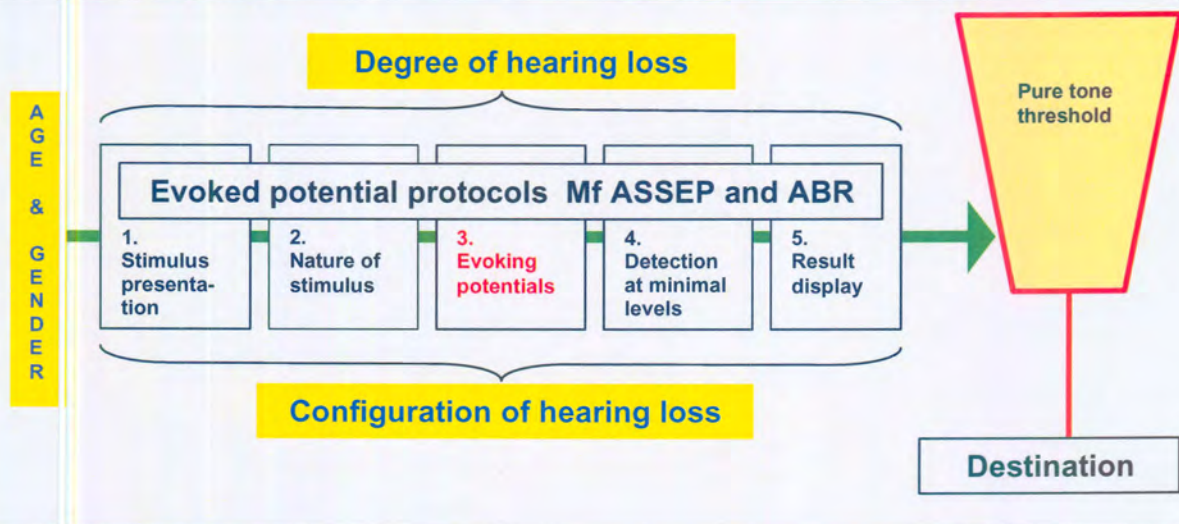 AGE & GENDER
Degree of hearing loss
Evoked potential protocols Mf ASSEP and ABR
1.
Stimulus
presenta-
tion
2.
Nature of
stimulus
3.
Evoking
potentials
4.
Detection
at minimal
levels
5.
Result
display
Configuration of hearing loss
Pure tone
threshold
Destination